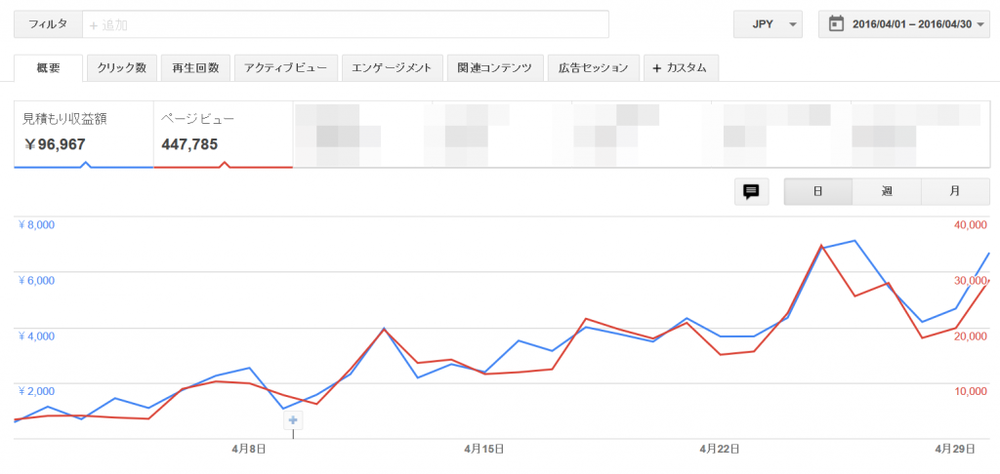 フィルタ + 追加 JPY 2016/04/01 – 2016/04/30
概要 クリック数 再生回数 アクティブ ビュー エンゲージメント 関連コンテンツ 広告セッション + カスタム
見積もり収益額 ページビュー
￥96,967 447,785
日 週 月
￥8,000 40,000
￥6,000 30,000
￥4,000 20,000
￥2,000 10,000
+
4月8日 4月15日 4月22日 4月29日